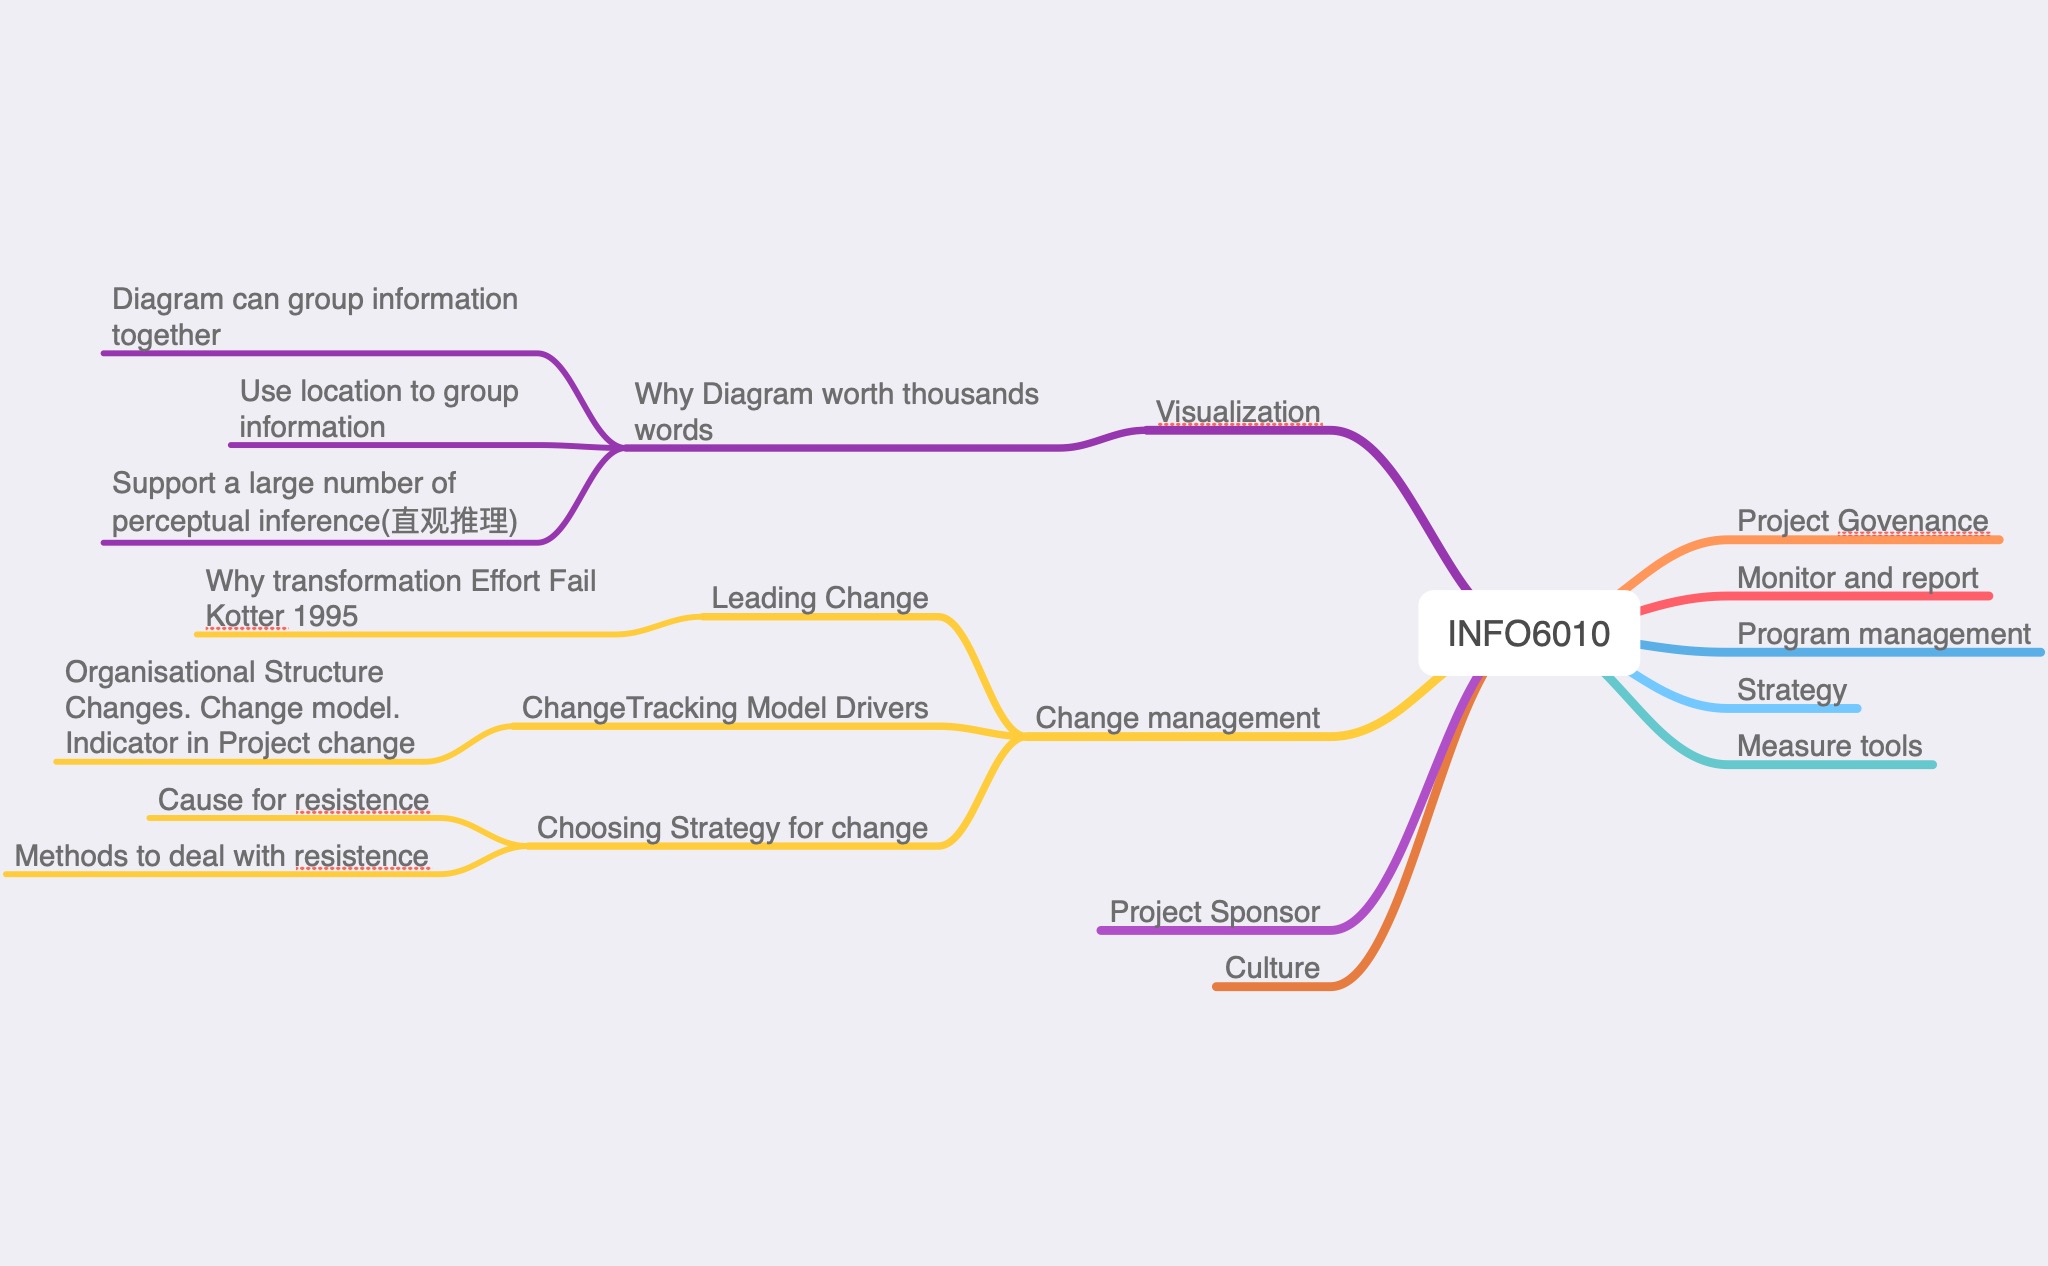 INFO6010
Project Govenance
Monitor and report
Program management
Strategy
Measure tools
Visualization
Why Diagram worth thousands
words
Diagram can group information
together
Use location to group
information
Support a large number of
perceptual inference(直观推理)
Change management
Leading Change
Why transformation Effort Fail
Kotter 1995
ChangeTracking Model Drivers
Organisational Structure
Changes. Change model.
Indicator in Project change
Choosing Strategy for change
Cause for resistence
Methods to deal with resistence
Project Sponsor
Culture